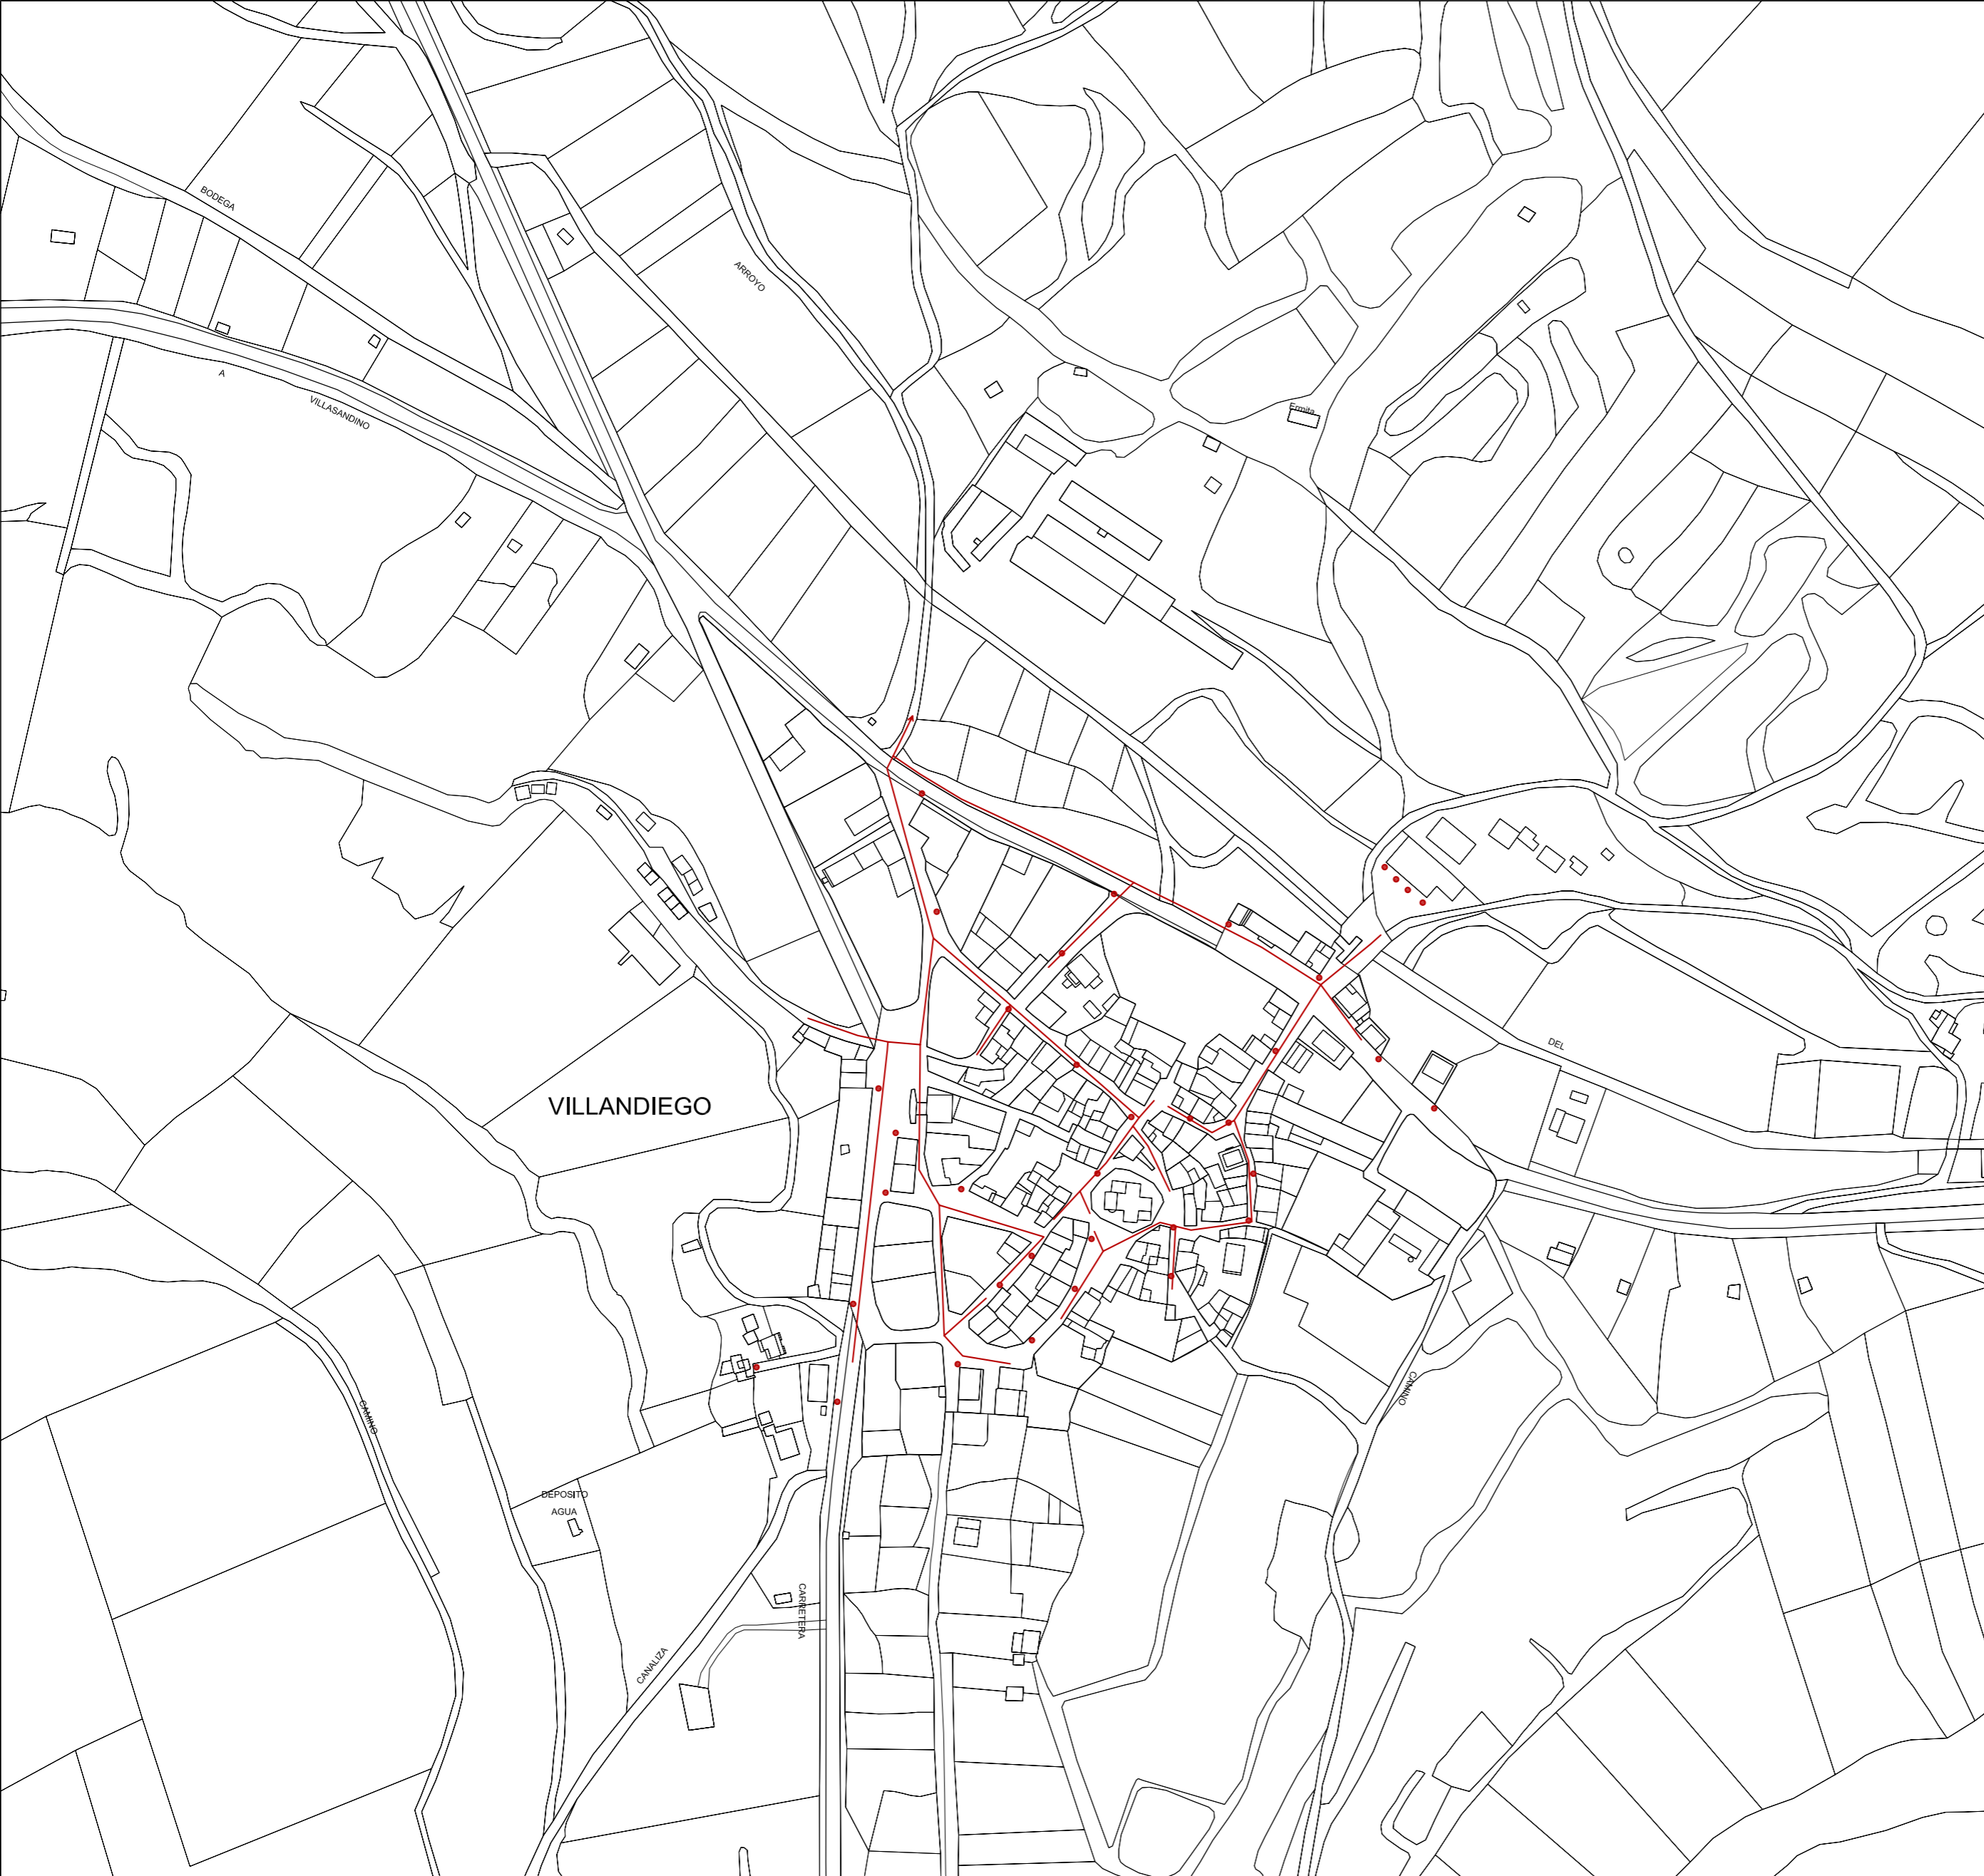 BODEGA
ARROYO
A
VILLASANDINO
Ermita
DEL
VILLANDIEGO
CAMINO
CAMINO
DEPOSITO
AGUA
CARRETERA
CANALIZA